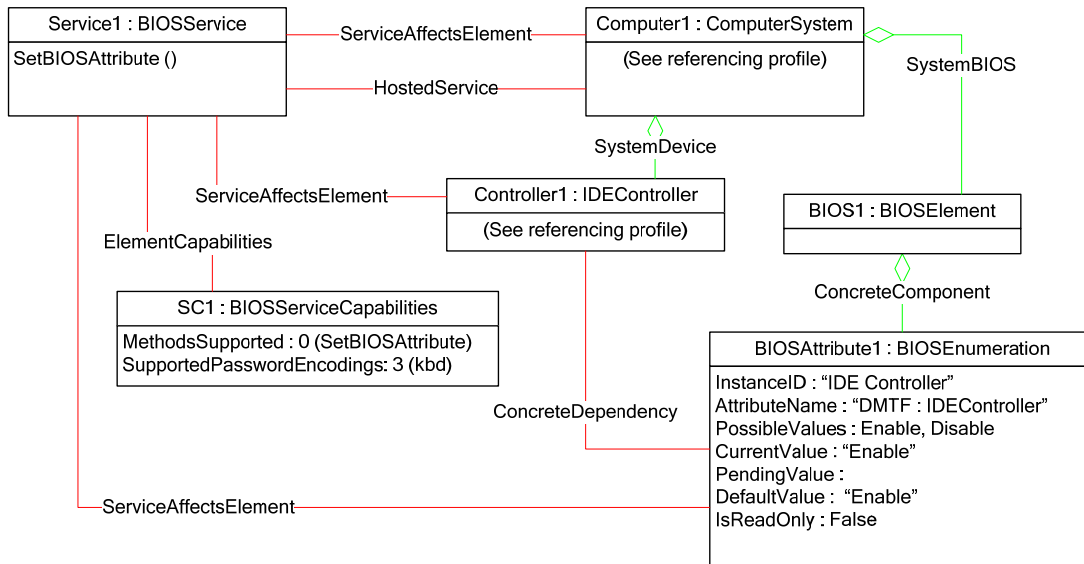 Service1 : BIOSService
SetBIOSAttribute ()
ServiceAffectsElement
HostedService
Computer1 : ComputerSystem
(See referencing profile)
SystemBIOS
SystemDevice
ServiceAffectsElement
Controller1 : IDEController
(See referencing profile)
BIOS1 : BIOSElement
ElementCapabilities
ConcreteComponent
SC1 : BIOSServiceCapabilities
MethodsSupported : 0 (SetBIOSAttribute)
SupportedPasswordEncodings: 3 (kbd)
BIOSAttribute1 : BIOSEnumeration
InstanceID : “IDE Controller”
AttributeName : “DMTF : IDEController”
PossibleValues : Enable, Disable
CurrentValue : “Enable”
PendingValue :
DefaultValue : “Enable”
IsReadOnly : False
ConcreteDependency
ServiceAffectsElement